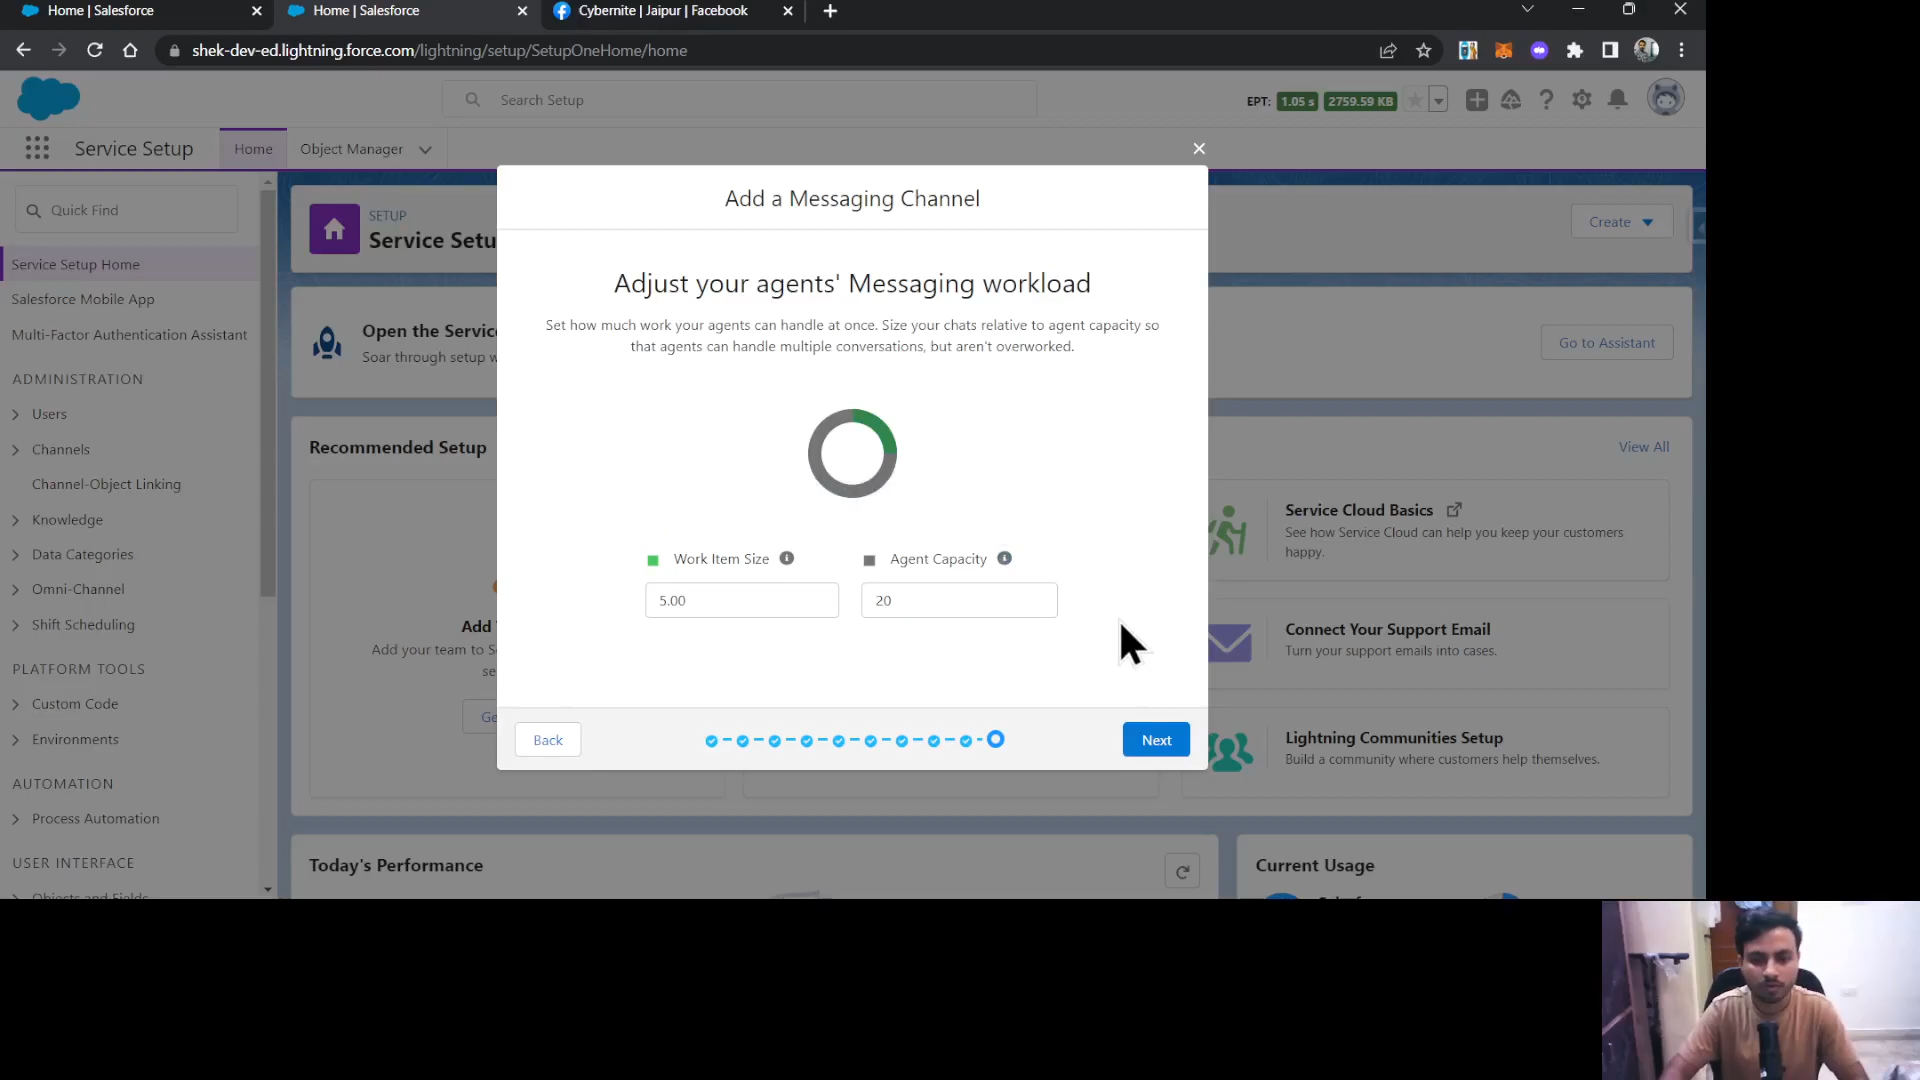 Home | Salesforce
Home | Salesforce
Cybernite | Jaipur | Facebook
shek-dev-ed.lightning.force.com/lightning/setup/SetupOneHome/home
Search Setup
EPT: 1.05 s 2759.59 KB
Service Setup
Home
Object Manager
Quick Find
Service Setup Home
Salesforce Mobile App
Multi-Factor Authentication Assistant
ADMINISTRATION
Users
Channels
Channel-Object Linking
Knowledge
Data Categories
Omni-Channel
Shift Scheduling
PLATFORM TOOLS
Custom Code
Environments
AUTOMATION
Process Automation
USER INTERFACE
Objects and Fields
SETUP
Service Setu
Create
Open the Servic
Soar through setup w
Go to Assistant
Recommended Setup
View All
Add
Add your team to S
se
Ge
Add a Messaging Channel
Adjust your agents' Messaging workload
Set how much work your agents can handle at once. Size your chats relative to agent capacity so
that agents can handle multiple conversations, but aren't overworked.
Work Item Size
Agent Capacity
5.00
20
Back
Next
Service Cloud Basics
See how Service Cloud can help you keep your customers
happy.
Connect Your Support Email
Turn your support emails into cases.
Lightning Communities Setup
Build a community where customers help themselves.
Today's Performance
Current Usage